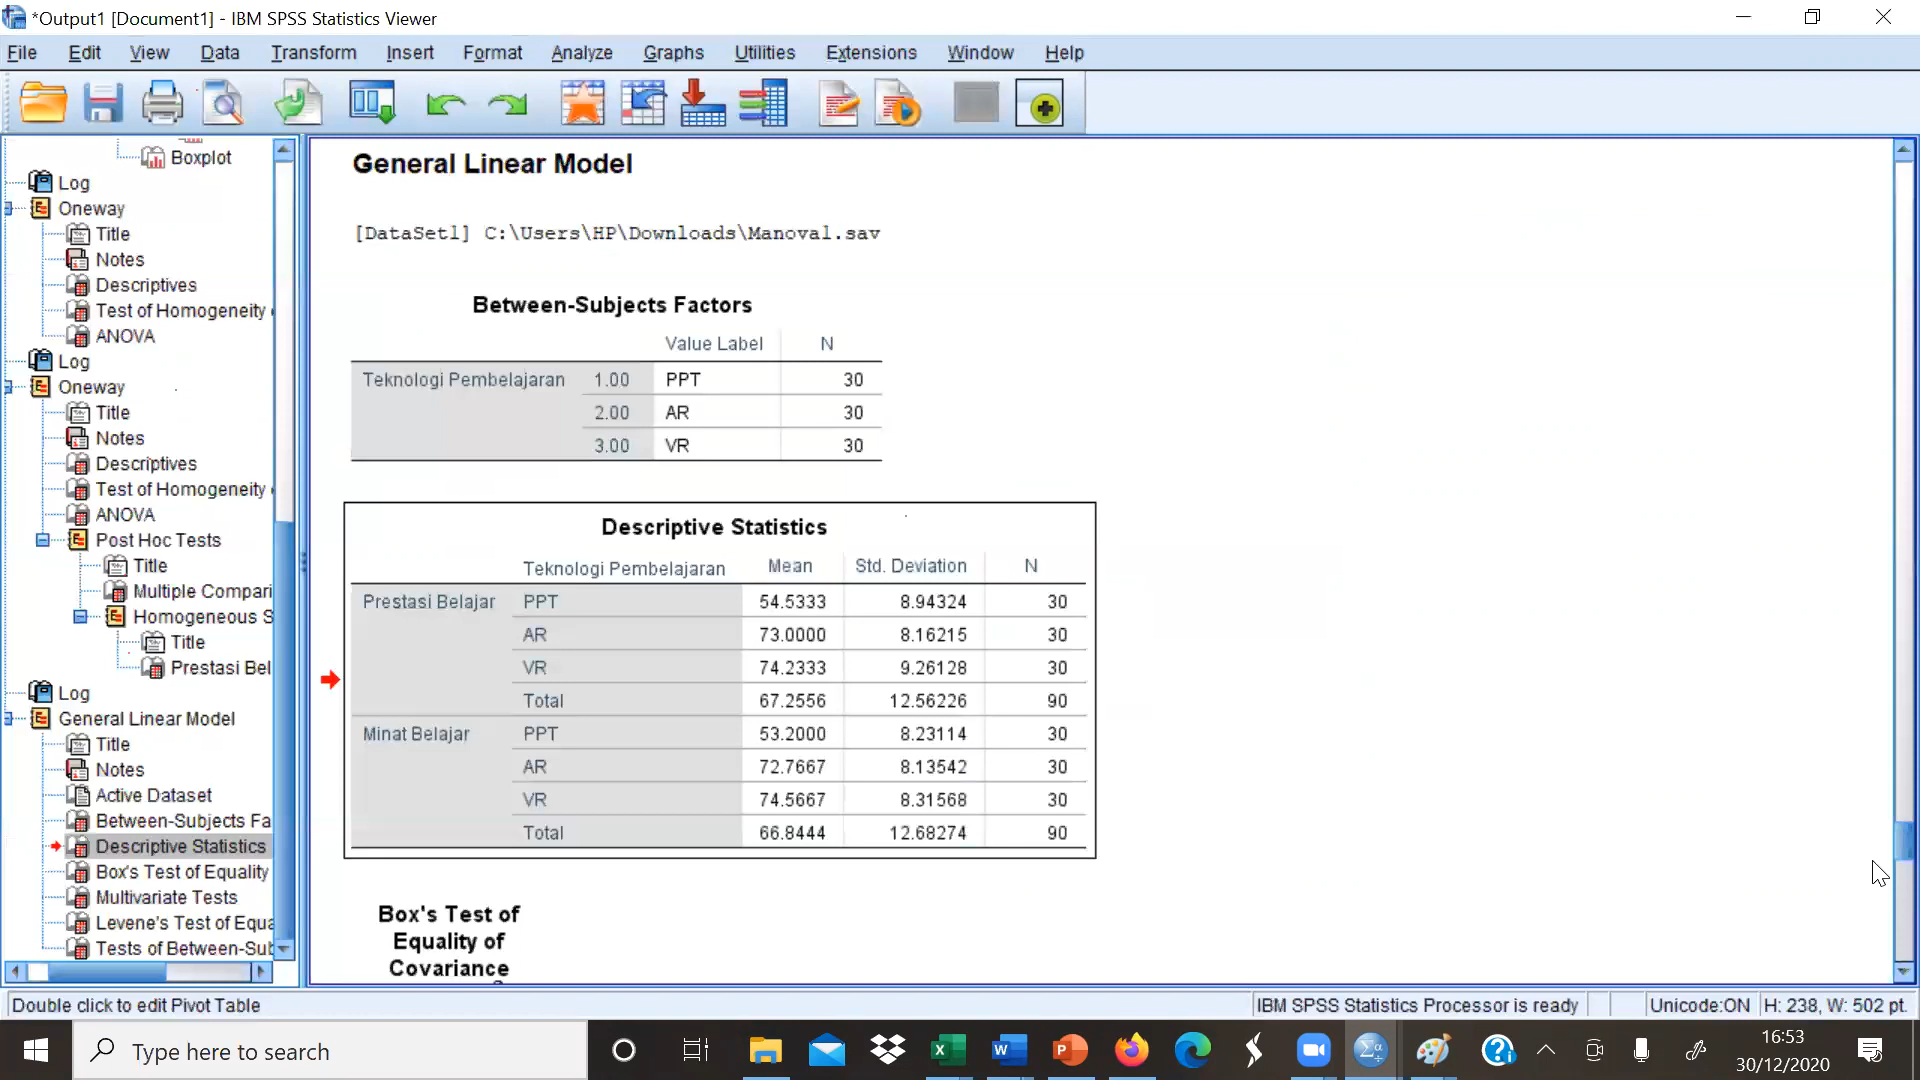 *Output1 [Document1] - IBM SPSS Statistics Viewer
File Edit View Data Transform Insert Format Analyze Graphs Utilities Extensions Window Help
Boxplot
Log
Oneway
Title
Notes
Descriptives
Test of Homogeneity
ANOVA
Log
Oneway
Title
Notes
Descriptives
Test of Homogeneity
ANOVA
Post Hoc Tests
Title
Multiple Compari
Homogeneous S
Title
Prestasi Bel
Log
General Linear Model
Title
Notes
Active Dataset
Between-Subjects Fa
Descriptive Statistics
Box's Test of Equality
Multivariate Tests
Levene's Test of Equa
Tests of Between-Sub
General Linear Model
[DataSet1] C:\Users\HP\Downloads\Manova1.sav
Between-Subjects Factors
Value Label N
Teknologi Pembelajaran 1.00 PPT 30
2.00 AR 30
3.00 VR 30
Descriptive Statistics
Teknologi Pembelajaran Mean Std. Deviation N
Prestasi Belajar PPT 54.5333 8.94324 30
AR 73.0000 8.16215 30
VR 74.2333 9.26128 30
Total 67.2556 12.56226 90
Minat Belajar PPT 53.2000 8.23114 30
AR 72.7667 8.13542 30
VR 74.5667 8.31568 30
Total 66.8444 12.68274 90
Box's Test of
Equality of
Covariance
Double click to edit Pivot Table
IBM SPSS Statistics Processor is ready
Unicode:ON
H: 238, W: 502 pt.
Type here to search
16:53
30/12/2020